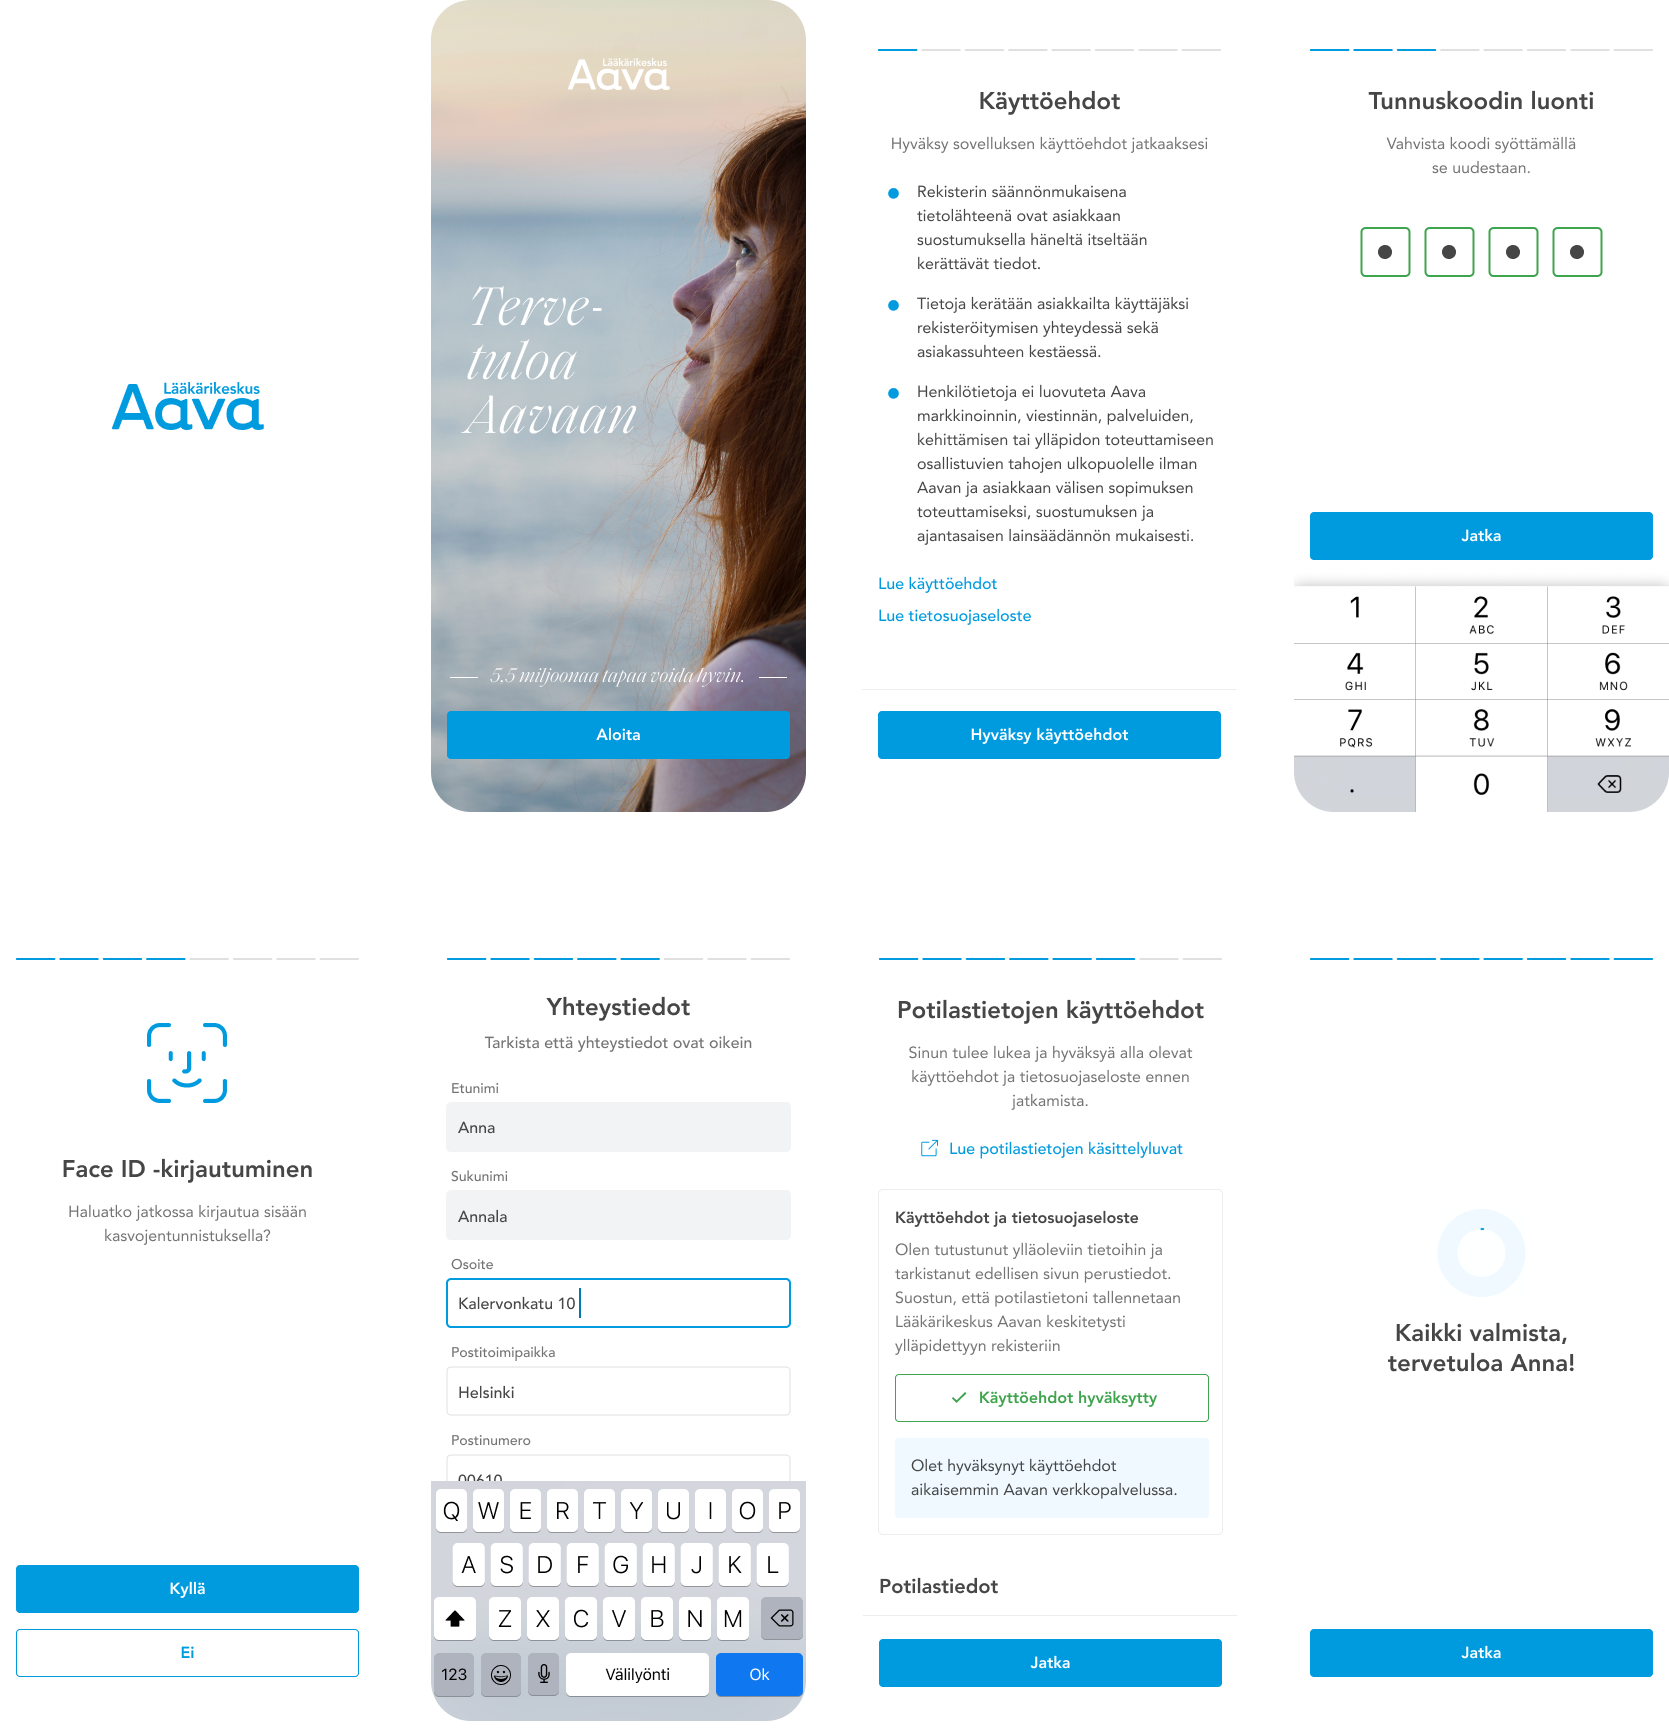 Lääkärikeskus
Aava
Lääkärikeskus
Aava
Terve-
tuloa
Aavaan
5,5 miljoonaa tapaa voida hyvin.
Aloita
Käyttöehdot
Hyväksy sovelluksen käyttöehdot jatkaaksesi
Rekisterin säännönmukaisena
tietolähteenä ovat asiakkaan
suostumuksella häneltä itseltään
kerättävät tiedot.
Tietoja kerätään asiakkailta käyttäjäksi
rekisteröitymisen yhteydessä sekä
asiakassuhteen kestäessä.
Henkilötietoja ei luovuteta Aava
markkinoinnin, viestinnän, palveluiden,
kehittämisen tai ylläpidon toteuttamiseen
osallistuvien tahojen ulkopuolelle ilman
Aavan ja asiakkaan välisen sopimuksen
toteuttamiseksi, suostumuksen ja
ajantasaisen lainsäädännön mukaisesti.
Lue käyttöehdot
Lue tietosuojaseloste
Hyväksy käyttöehdot
Tunnuskoodin luonti
Vahvista koodi syöttämällä
se uudestaan.
Jatka
1 2 3
ABC DEF
4 5 6
GHI JKL MNO
7 8 9
PQRS TUV WXYZ
. 0
Face ID -kirjautuminen
Haluatko jatkossa kirjautua sisään
kasvojentunnistuksella?
Kyllä
Ei
Yhteystiedot
Tarkista että yhteystiedot ovat oikein
Etunimi
Anna
Sukunimi
Annala
Osoite
Kalervonkatu 10
Postitoimipaikka
Helsinki
Postinumero
00610
Q W E R T Y U I O P
A S D F G H J K L
Z X C V B N M
123 Välilyönti Ok
Potilastietojen käyttöehdot
Sinun tulee lukea ja hyväksyä alla olevat
käyttöehdot ja tietosuojaseloste ennen
jatkamista.
Lue potilastietojen käsittelyluvat
Käyttöehdot ja tietosuojaseloste
Olen tutustunut ylläoleviin tietoihin ja
tarkistanut edellisen sivun perustiedot.
Suostun, että potilastietoni tallennetaan
Lääkärikeskus Aavan keskitetysti
ylläpidettyyn rekisteriin
Käyttöehdot hyväksytty
Olet hyväksynyt käyttöehdot
aikaisemmin Aavan verkkopalvelussa.
Potilastiedot
Jatka
Kaikki valmista,
tervetuloa Anna!
Jatka